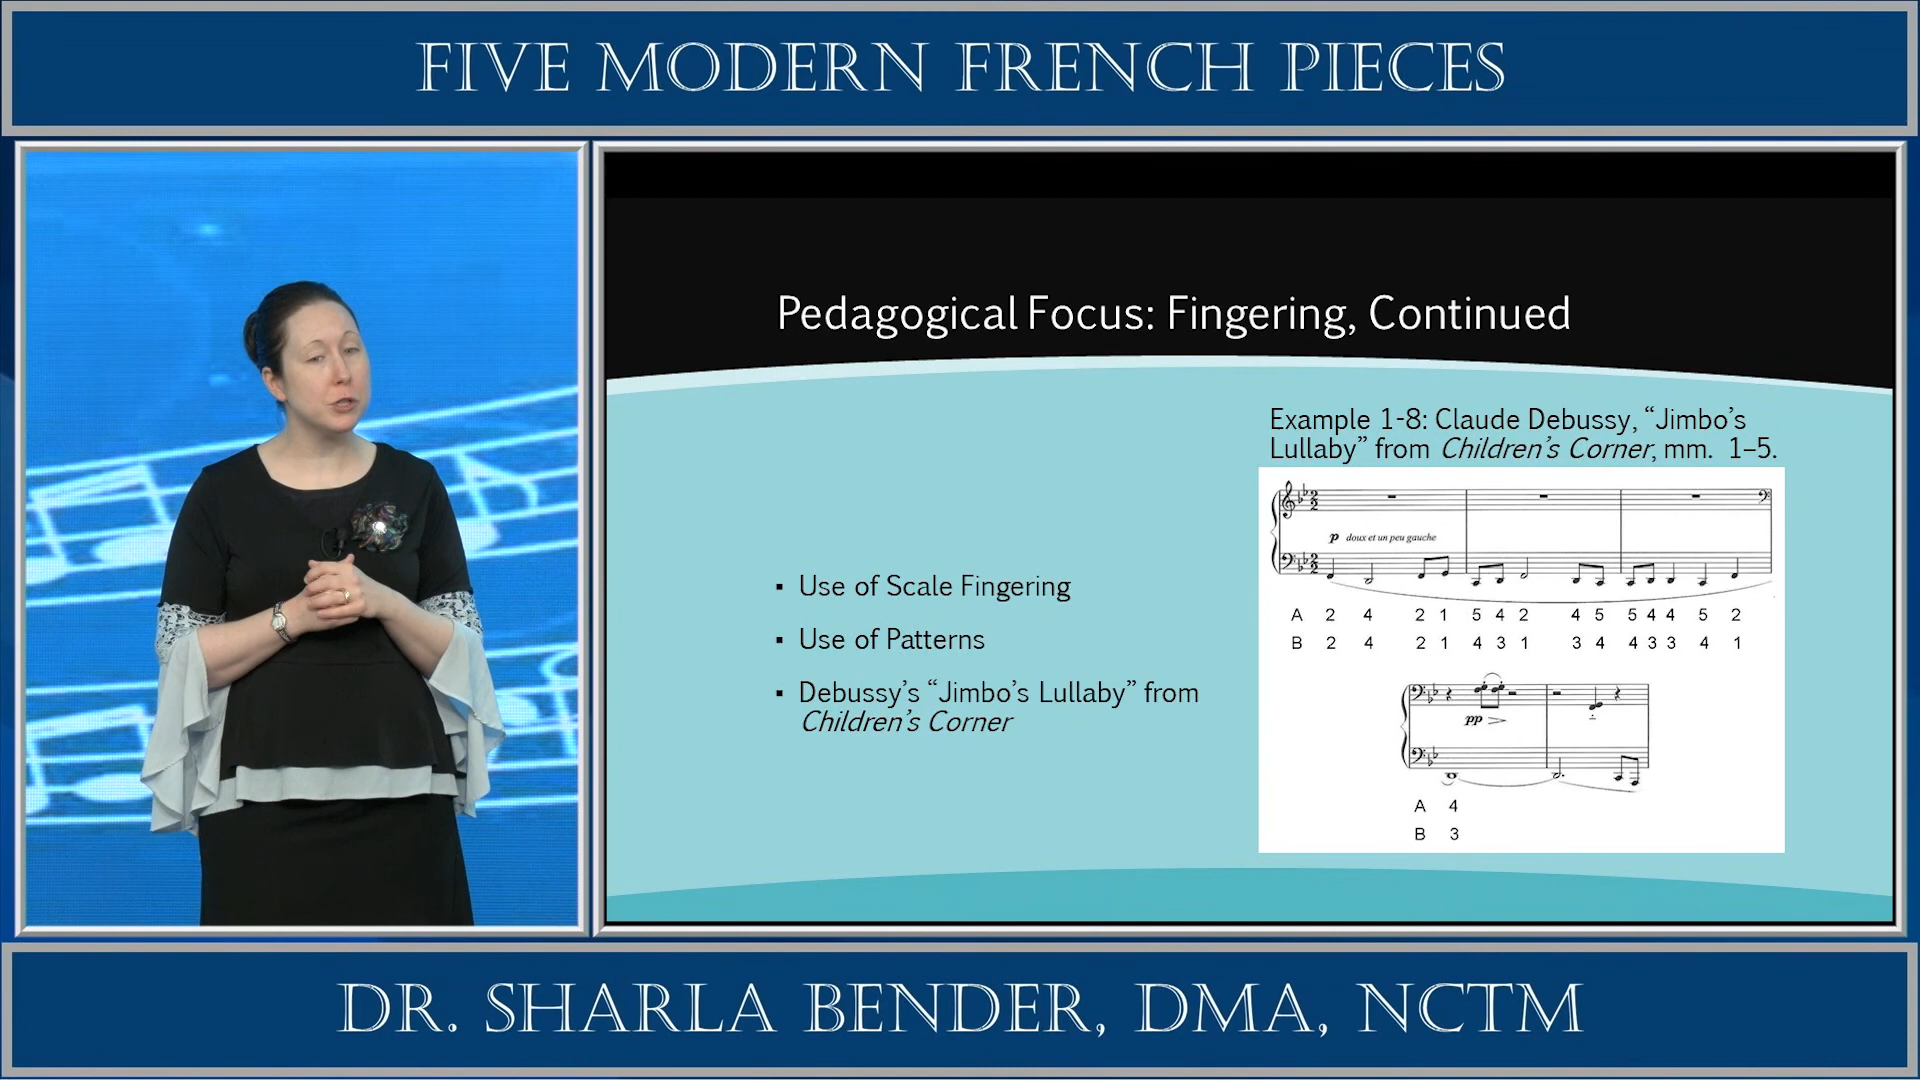 FIVE MODERN FRENCH PIECES
Pedagogical Focus: Fingering, Continued
▪ Use of Scale Fingering
▪ Use of Patterns
▪ Debussy's “Jimbo's Lullaby” from
Children's Corner
Example 1-8: Claude Debussy, “Jimbo's
Lullaby” from Children's Corner, mm. 1–5.
p doux et un peu gauche
A 2 4 2 1 5 4 2 4 5 5 4 4 5 2
B 2 4 2 1 4 3 1 3 4 4 3 3 4 1
pp
A 4
B 3
DR. SHARLA BENDER, DMA, NCTM